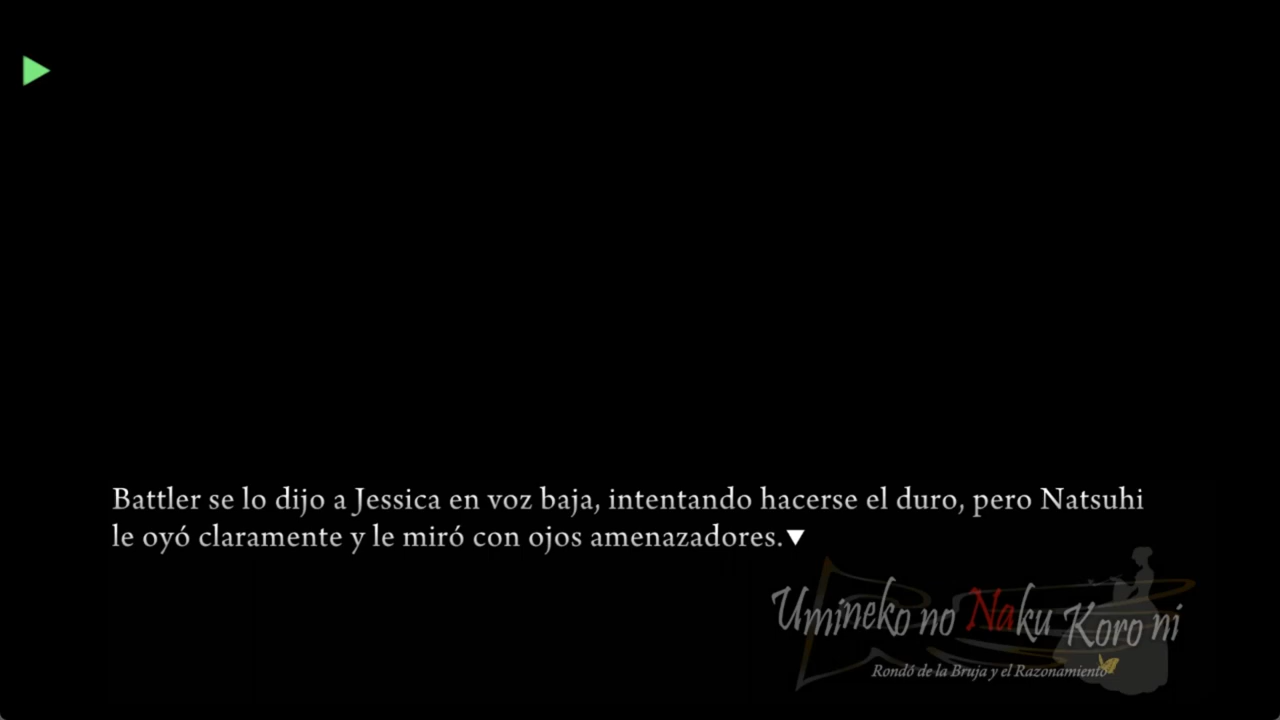 Battler se lo dijo a Jessica en voz baja, intentando hacerse el duro, pero Natsuhi
le oyó claramente y le miró con ojos amenazadores.
Umineko no Naku Koro ni
Rondó de la Bruja y el Razonamiento